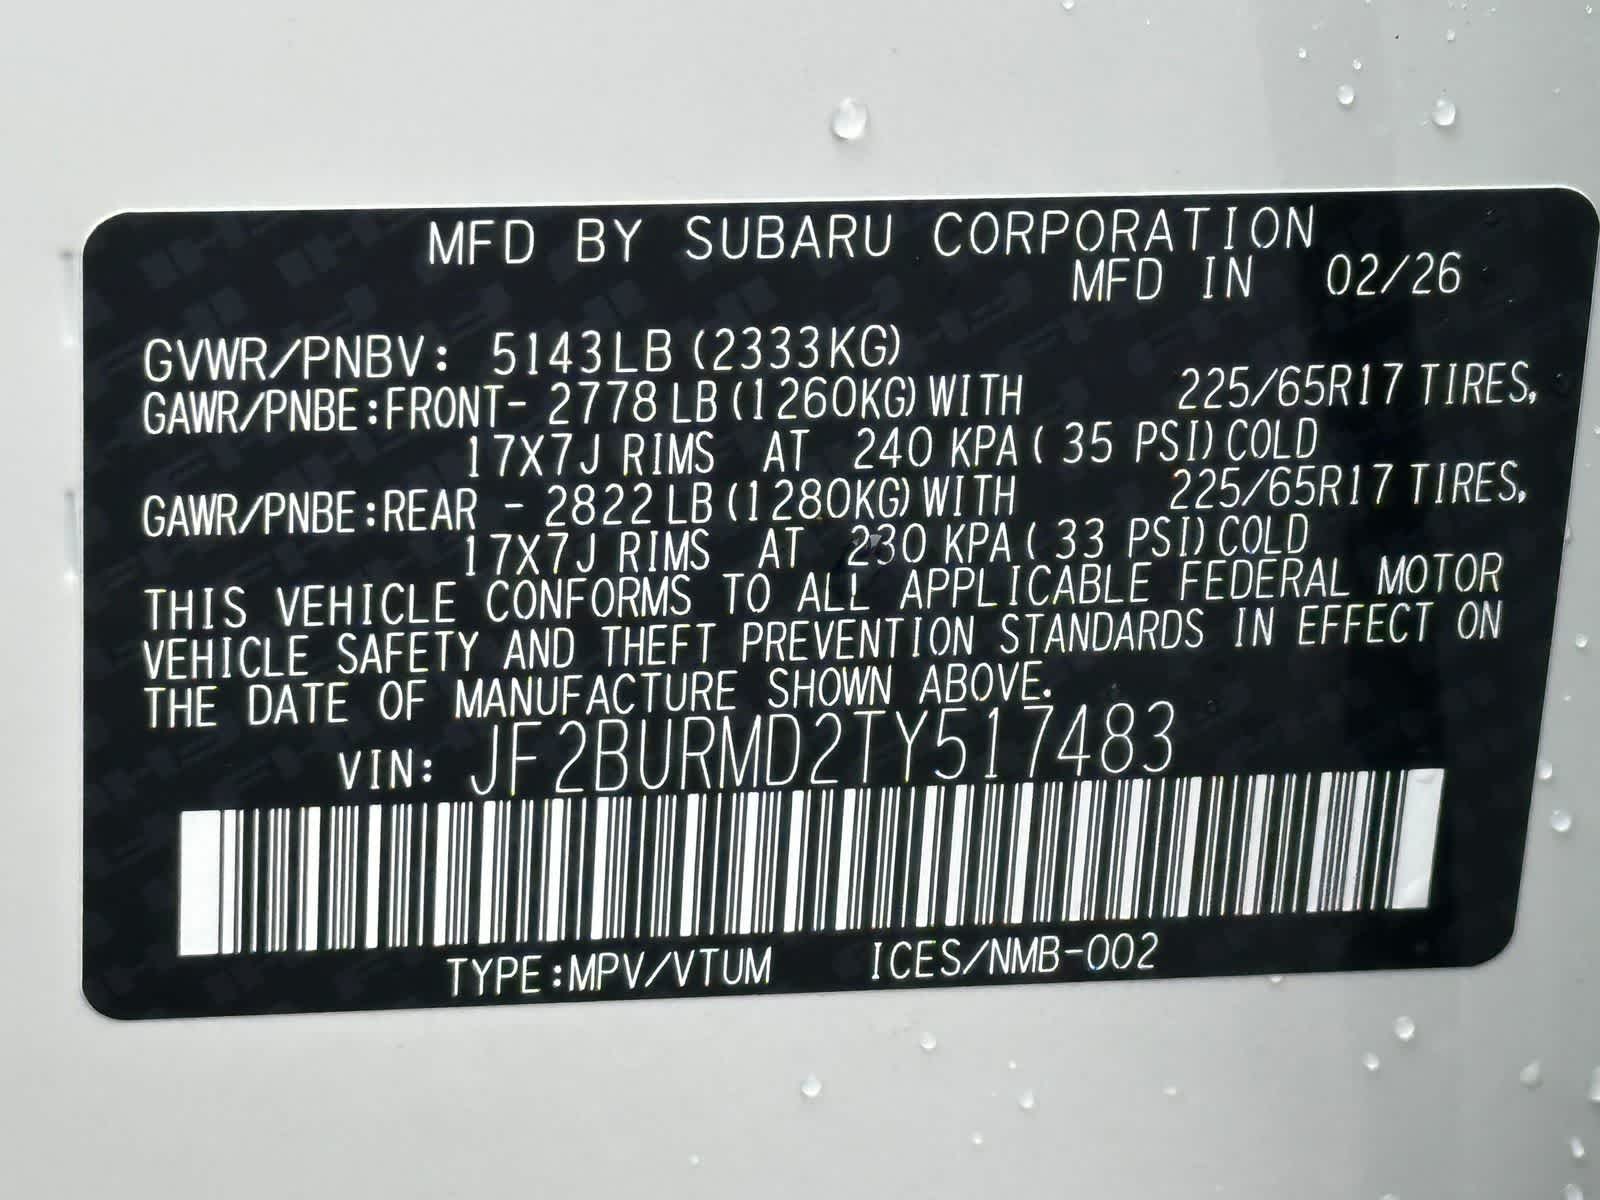 MFD BY SUBARU CORPORATION
MFD IN 02/26
GVWR/PNBV: 5143LB (2333KG)
GAWR/PNBE:FRONT- 2778 LB (1260KG) WITH 225/65R17 TIRES,
17X7J RIMS AT 240 KPA ( 35 PSI) COLD
GAWR/PNBE:REAR - 2822 LB (1280KG) WITH 225/65R17 TIRES,
17X7J RIMS AT 230 KPA ( 33 PSI) COLD
THIS VEHICLE CONFORMS TO ALL APPLICABLE FEDERAL MOTOR
VEHICLE SAFETY AND THEFT PREVENTION STANDARDS IN EFFECT ON
THE DATE OF MANUFACTURE SHOWN ABOVE.
VIN: JF2BURMD2TY517483
TYPE:MPV/VTUM ICES/NMB-002